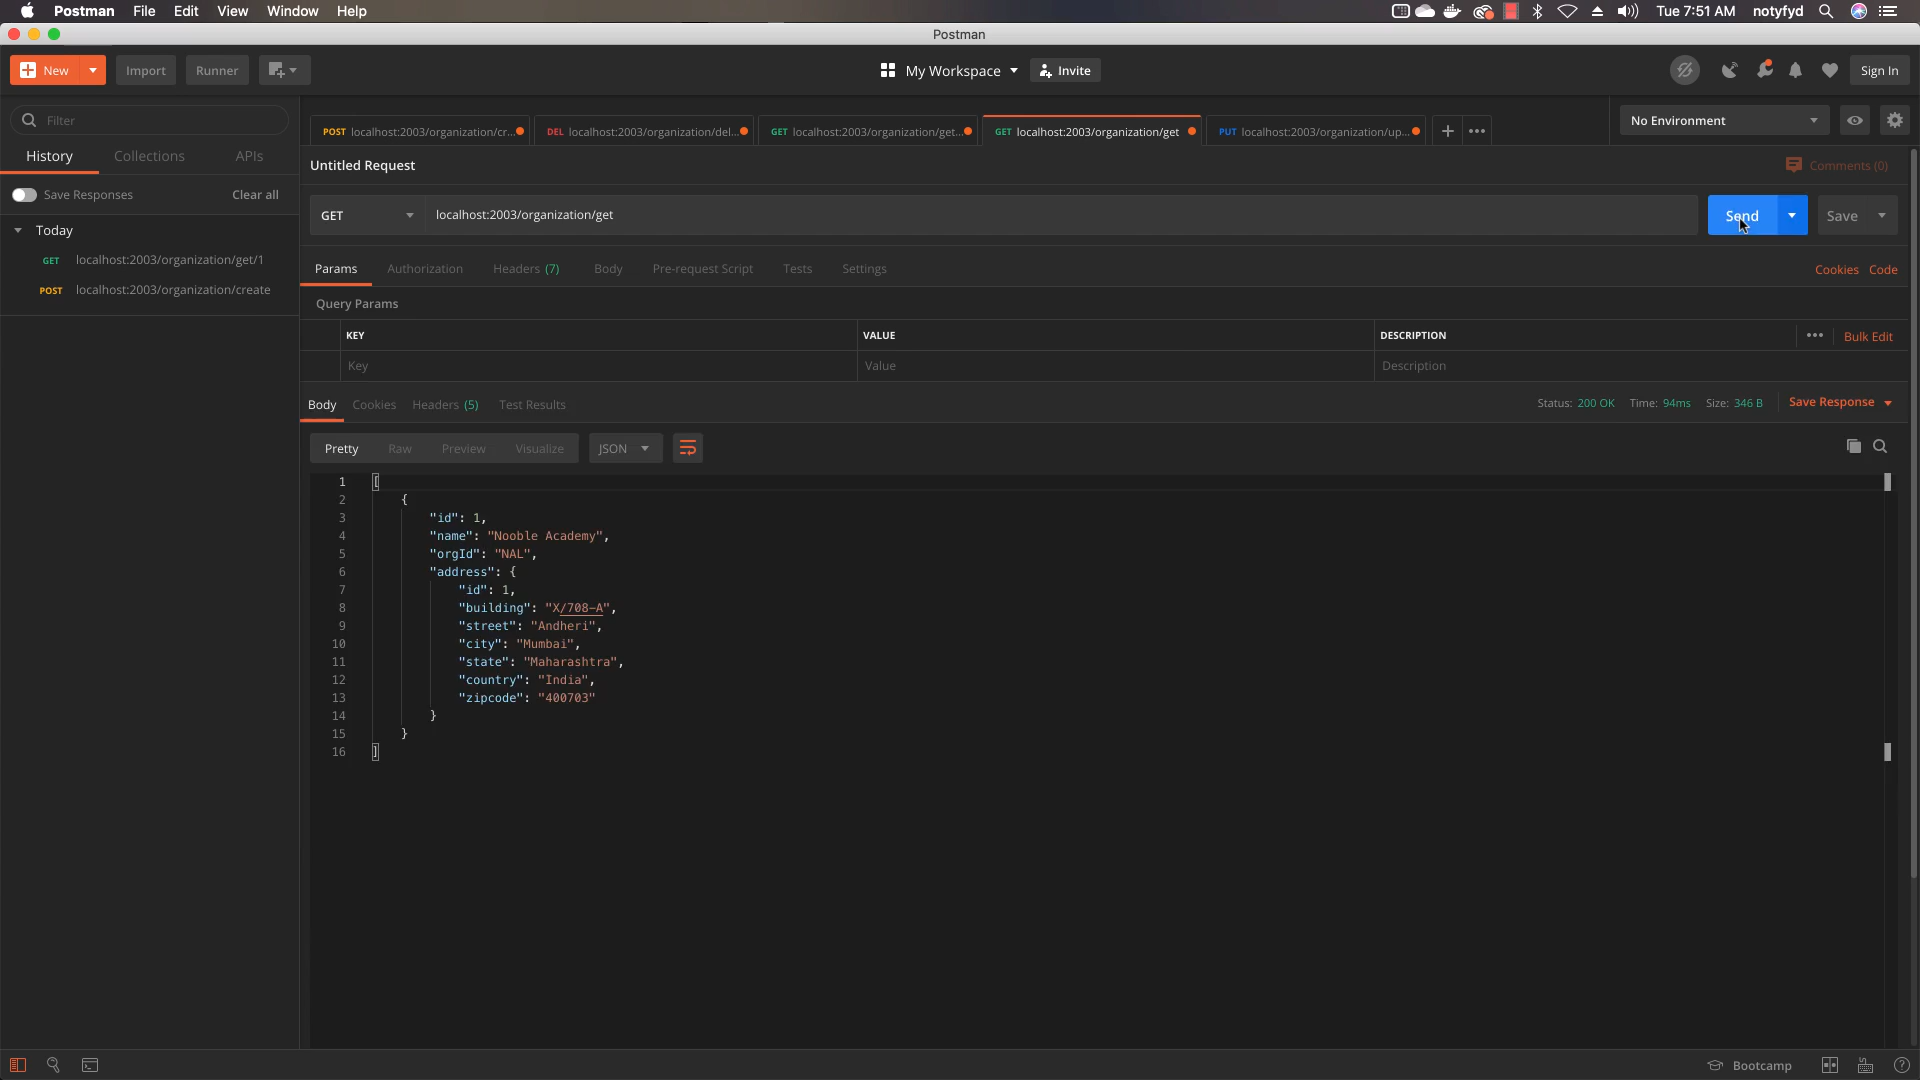 Postman File Edit View Window Help Tue 7:51 AM notyfyd
Postman
New Import Runner My Workspace Invite Sign In
Filter
POST localhost:2003/organization/cr... DEL localhost:2003/organization/del... GET localhost:2003/organization/get... GET localhost:2003/organization/get PUT localhost:2003/organization/up... No Environment
History Collections APIs
Untitled Request Comments (0)
Save Responses Clear all
GET localhost:2003/organization/get Send Save
Today
GET localhost:2003/organization/get/1
POST localhost:2003/organization/create
Params Authorization Headers (7) Body Pre-request Script Tests Settings Cookies Code
Query Params
KEY VALUE DESCRIPTION Bulk Edit
Key Value Description
Body Cookies Headers (5) Test Results Status: 200 OK Time: 94ms Size: 346 B Save Response
Pretty Raw Preview Visualize JSON
1 [
2 {
3 "id": 1,
4 "name": "Nooble Academy",
5 "orgId": "NAL",
6 "address": {
7 "id": 1,
8 "building": "X/708-A",
9 "street": "Andheri",
10 "city": "Mumbai",
11 "state": "Maharashtra",
12 "country": "India",
13 "zipcode": "400703"
14 }
15 }
16 ]
Bootcamp